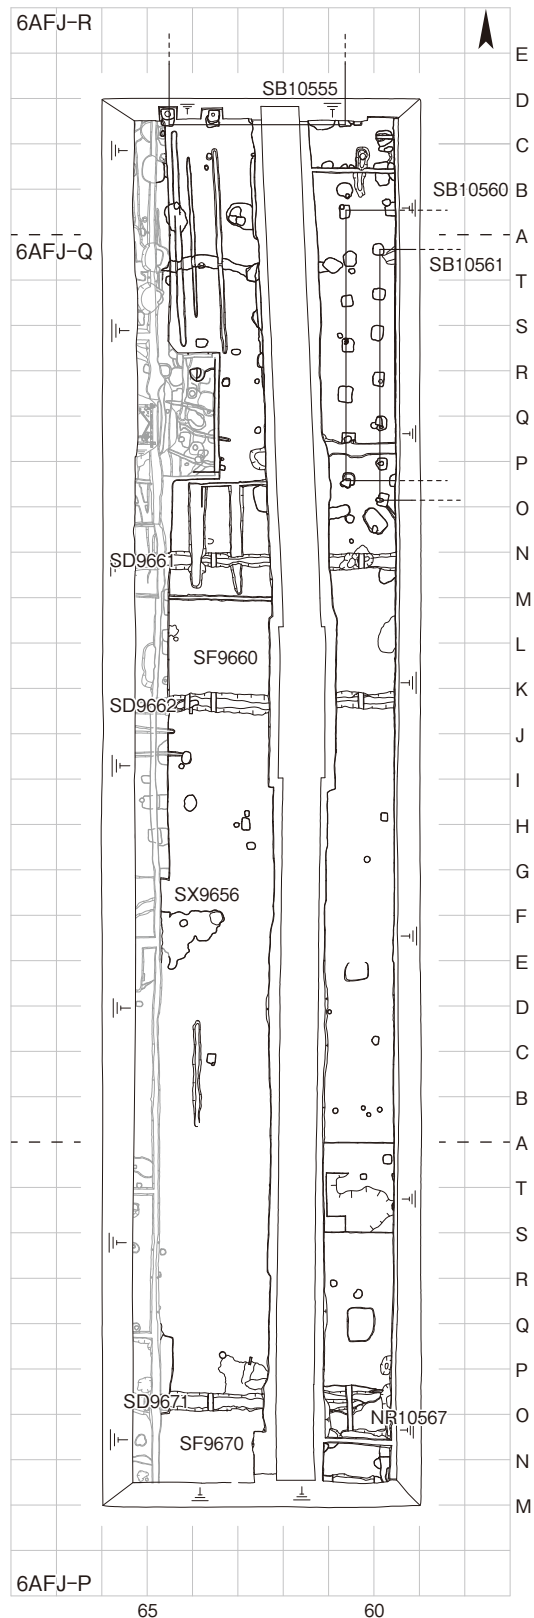 6AFJ-R
E
SB10555
D
C
SB10560
B
A
6AFJ-Q
SB10561
T
S
R
Q
P
O
SD9661
N
M
SF9660
L
K
SD9662
J
I
H
G
SX9656
F
E
D
C
B
A
T
S
R
Q
P
SD9671
NR10567
O
SF9670
N
M
6AFJ-P
65 60